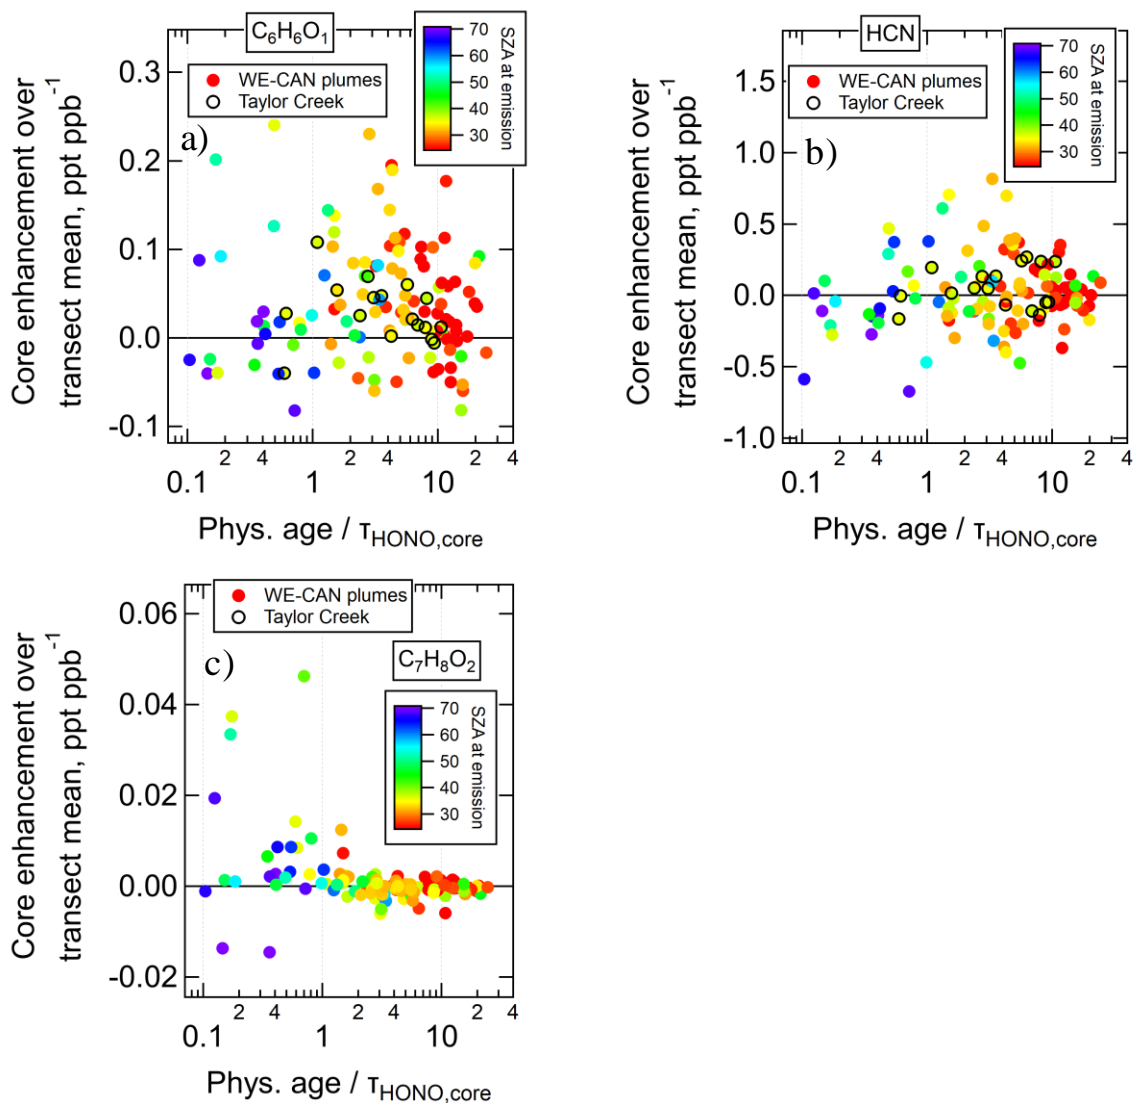 C₆H₆O₁
WE-CAN plumes
Taylor Creek
SZA at emission
70
60
50
40
30
a)
0.3
0.2
0.1
0.0
-0.1
Core enhancement over
transect mean, ppt ppb⁻¹
2 4 2 4 2 4
0.1 1 10
Phys. age / τHONO,core
HCN
WE-CAN plumes
Taylor Creek
SZA at emission
70
60
50
40
30
b)
1.5
1.0
0.5
0.0
-0.5
-1.0
Core enhancement over
transect mean, ppt ppb⁻¹
2 4 2 4 2 4
0.1 1 10
Phys. age / τHONO,core
WE-CAN plumes
Taylor Creek
C₇H₈O₂
SZA at emission
70
60
50
40
30
c)
0.06
0.04
0.02
0.00
-0.02
Core enhancement over
transect mean, ppt ppb⁻¹
2 4 2 4 2 4
0.1 1 10
Phys. age / τHONO,core